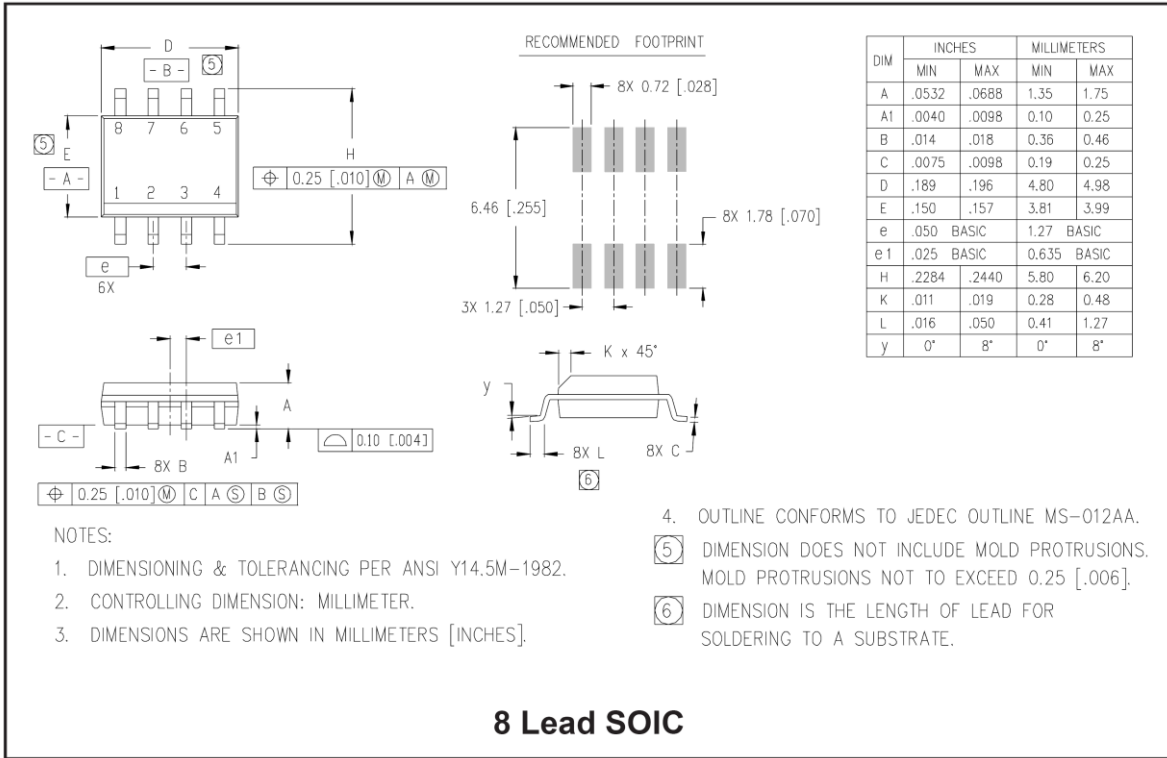 D
- B -
5
8 7 6 5
5
E
- A -
1 2 3 4
H
⌖ 0.25 [.010] Ⓜ A Ⓜ
e
6X
RECOMMENDED FOOTPRINT
8X 0.72 [.028]
6.46 [.255]
8X 1.78 [.070]
3X 1.27 [.050]
DIM INCHES MILLIMETERS
MIN MAX MIN MAX
A .0532 .0688 1.35 1.75
A1 .0040 .0098 0.10 0.25
B .014 .018 0.36 0.46
C .0075 .0098 0.19 0.25
D .189 .196 4.80 4.98
E .150 .157 3.81 3.99
e .050 BASIC 1.27 BASIC
e1 .025 BASIC 0.635 BASIC
H .2284 .2440 5.80 6.20
K .011 .019 0.28 0.48
L .016 .050 0.41 1.27
y 0° 8° 0° 8°
e1
A
- C -
A1
8X B
⌓ 0.10 [.004]
⌖ 0.25 [.010] Ⓜ C A Ⓢ B Ⓢ
K x 45°
y
8X L
6
8X C
NOTES:
1. DIMENSIONING & TOLERANCING PER ANSI Y14.5M-1982.
2. CONTROLLING DIMENSION: MILLIMETER.
3. DIMENSIONS ARE SHOWN IN MILLIMETERS [INCHES].
4. OUTLINE CONFORMS TO JEDEC OUTLINE MS-012AA.
5 DIMENSION DOES NOT INCLUDE MOLD PROTRUSIONS.
MOLD PROTRUSIONS NOT TO EXCEED 0.25 [.006].
6 DIMENSION IS THE LENGTH OF LEAD FOR
SOLDERING TO A SUBSTRATE.
8 Lead SOIC